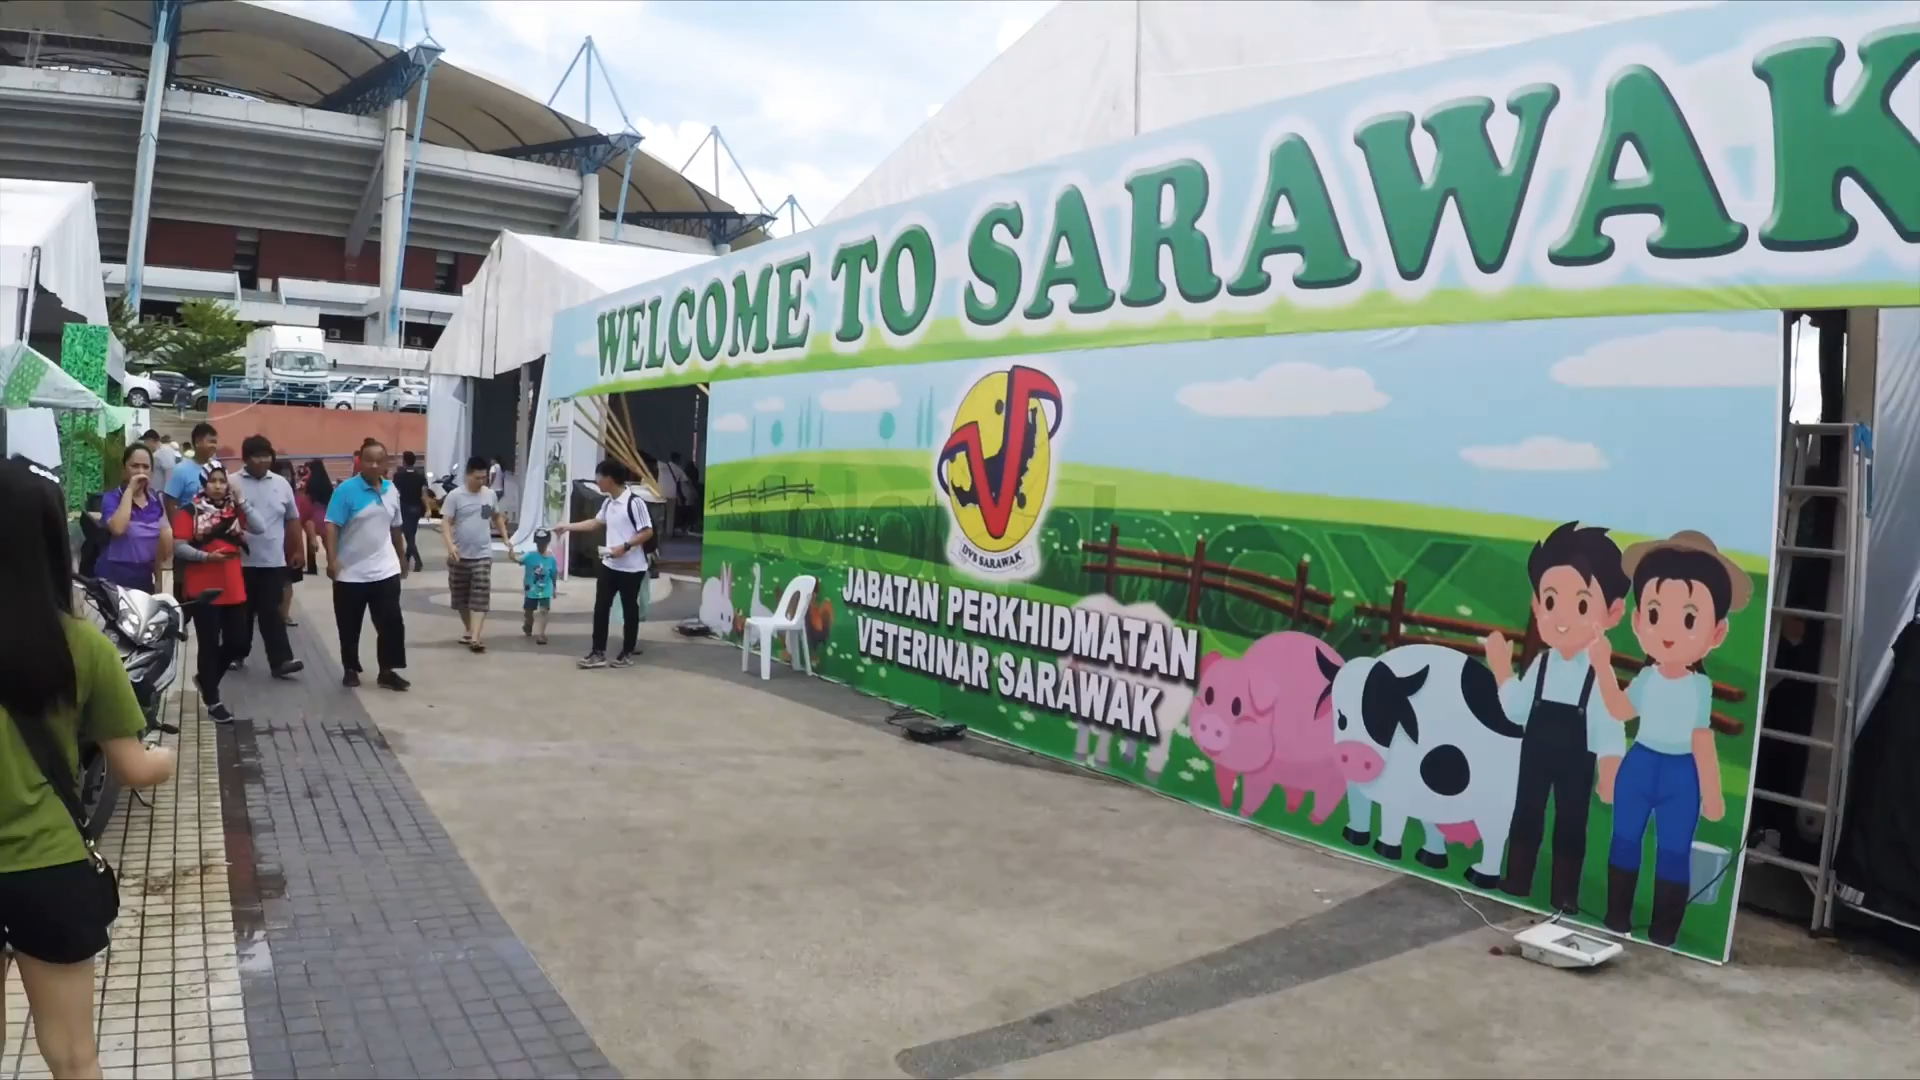 WELCOME TO SARAWAK
DVS SARAWAK
JABATAN PERKHIDMATAN
VETERINAR SARAWAK